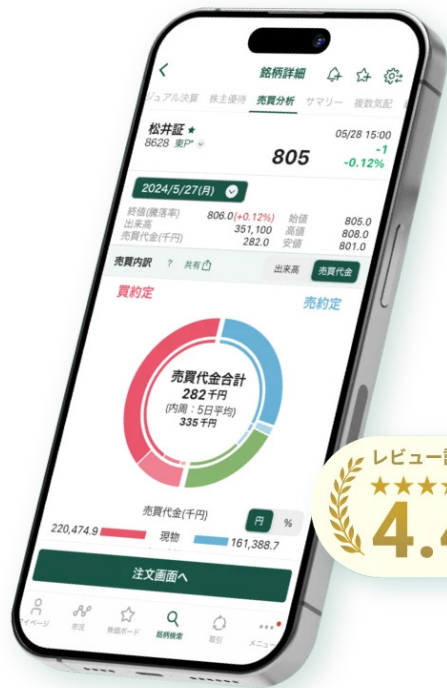 銘柄詳細
ジュアル決算 株主優待 売買分析 サマリー 複数気配
松井証 ★
8628 東P*
05/28 15:00
805
-1
-0.12%
2024/5/27(月)
終値(騰落率) 806.0(+0.12%) 始値 805.0
出来高 351,100 高値 808.0
売買代金(千円) 282.0 安値 801.0
売買内訳 ? 共有 出来高 売買代金
買約定 売約定
売買代金合計
282千円
(内周:5日平均)
335千円
売買代金(千円) 円 %
220,474.9 現物 161,388.7
注文画面へ
マイページ 市況 株価ボード 銘柄検索 取引 メニュー
レビュー
★★★★
4.4